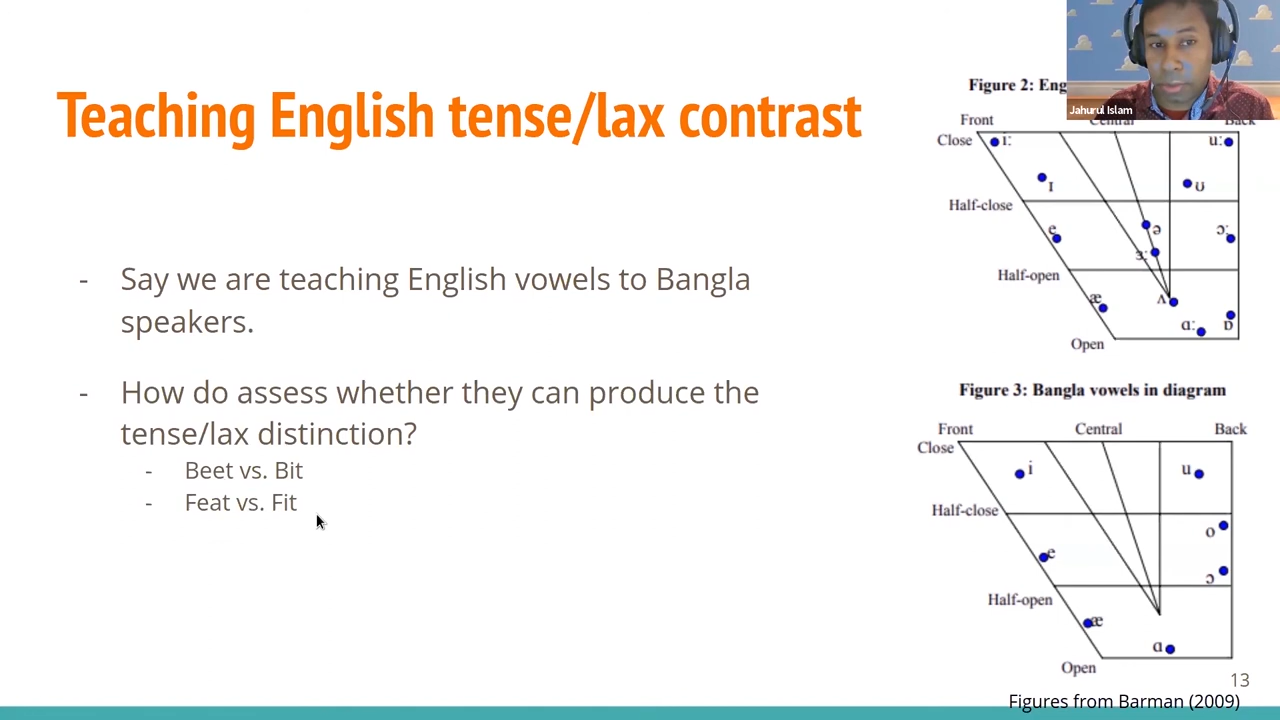 Teaching English tense/lax contrast
- Say we are teaching English vowels to Bangla
speakers.
- How do assess whether they can produce the
tense/lax distinction?
- Beet vs. Bit
- Feat vs. Fit
Jahurul Islam
Figure 2: Eng
Front Central Back
Close i: u:
ɪ ʊ
Half-close
e ə ɔ:
ɜ:
Half-open
æ ʌ
ɑ: ɒ
Open
Figure 3: Bangla vowels in diagram
Front Central Back
Close
i u
Half-close
o
e
ɔ
Half-open
æ
ɑ
Open
13
Figures from Barman (2009)